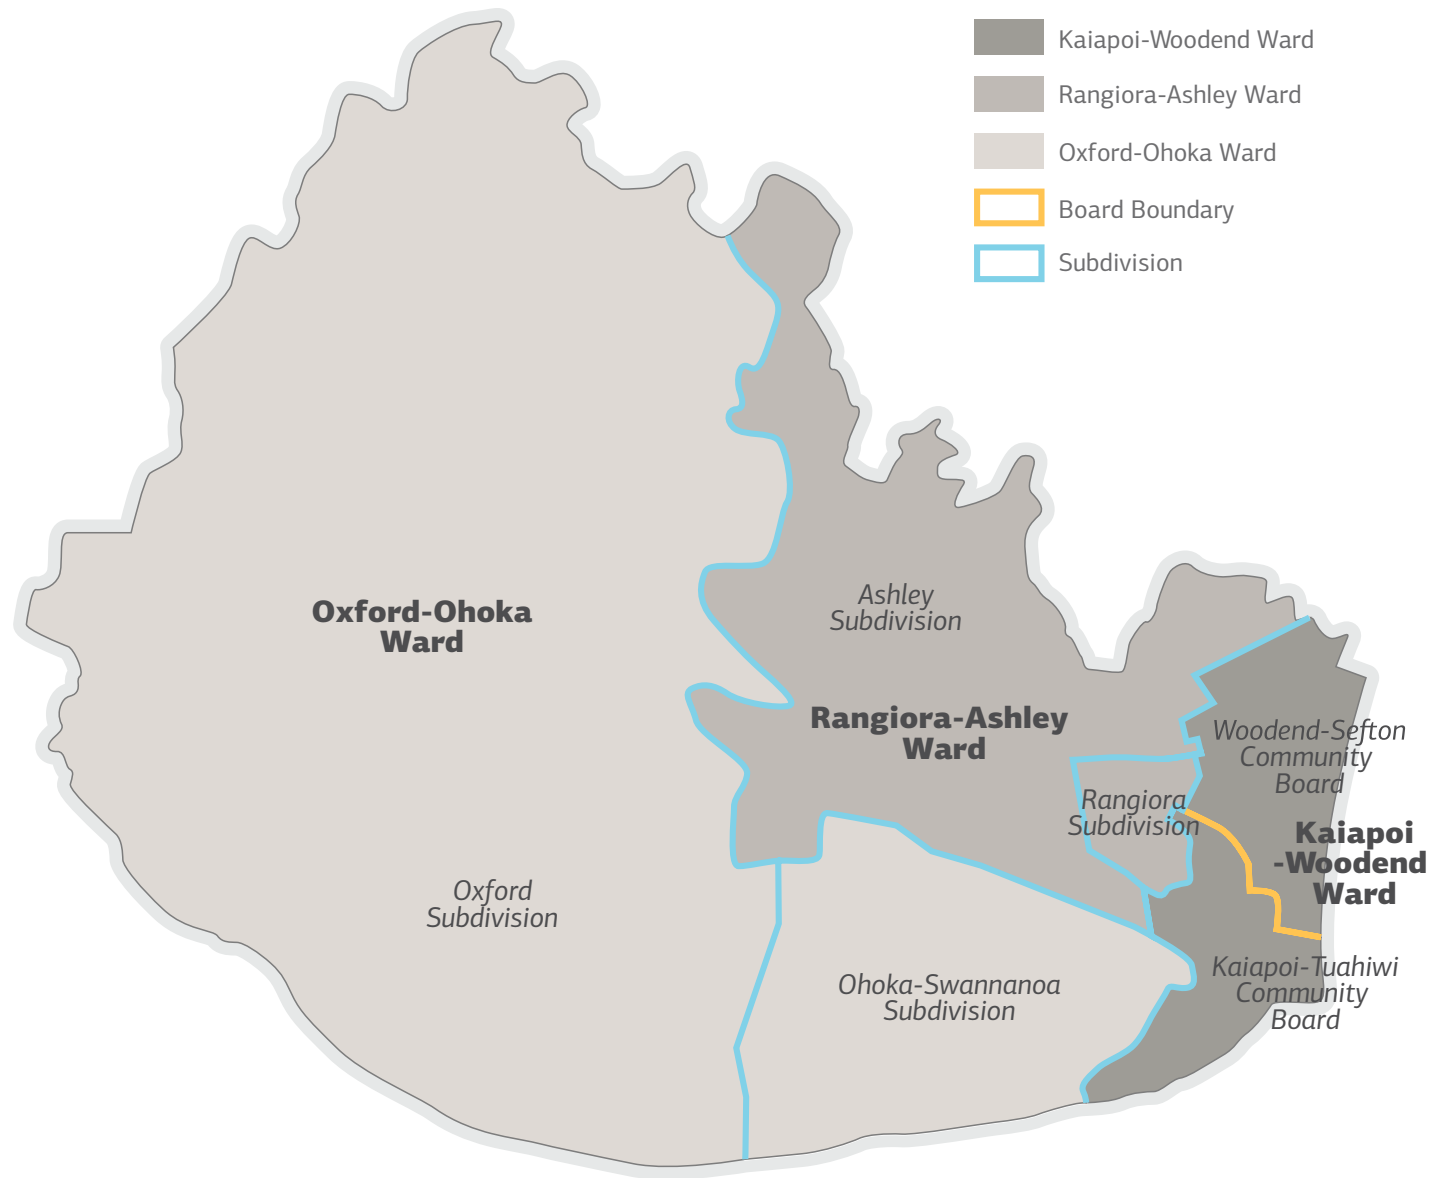 Kaiapoi-Woodend Ward
Rangiora-Ashley Ward
Oxford-Ohoka Ward
Board Boundary
Subdivision
Oxford-Ohoka
Ward
Ashley
Subdivision
Rangiora-Ashley
Ward
Woodend-Sefton
Community
Board
Rangiora
Subdivision
Kaiapoi
-Woodend
Ward
Oxford
Subdivision
Ohoka-Swannanoa
Subdivision
Kaiapoi-Tuahiwi
Community
Board